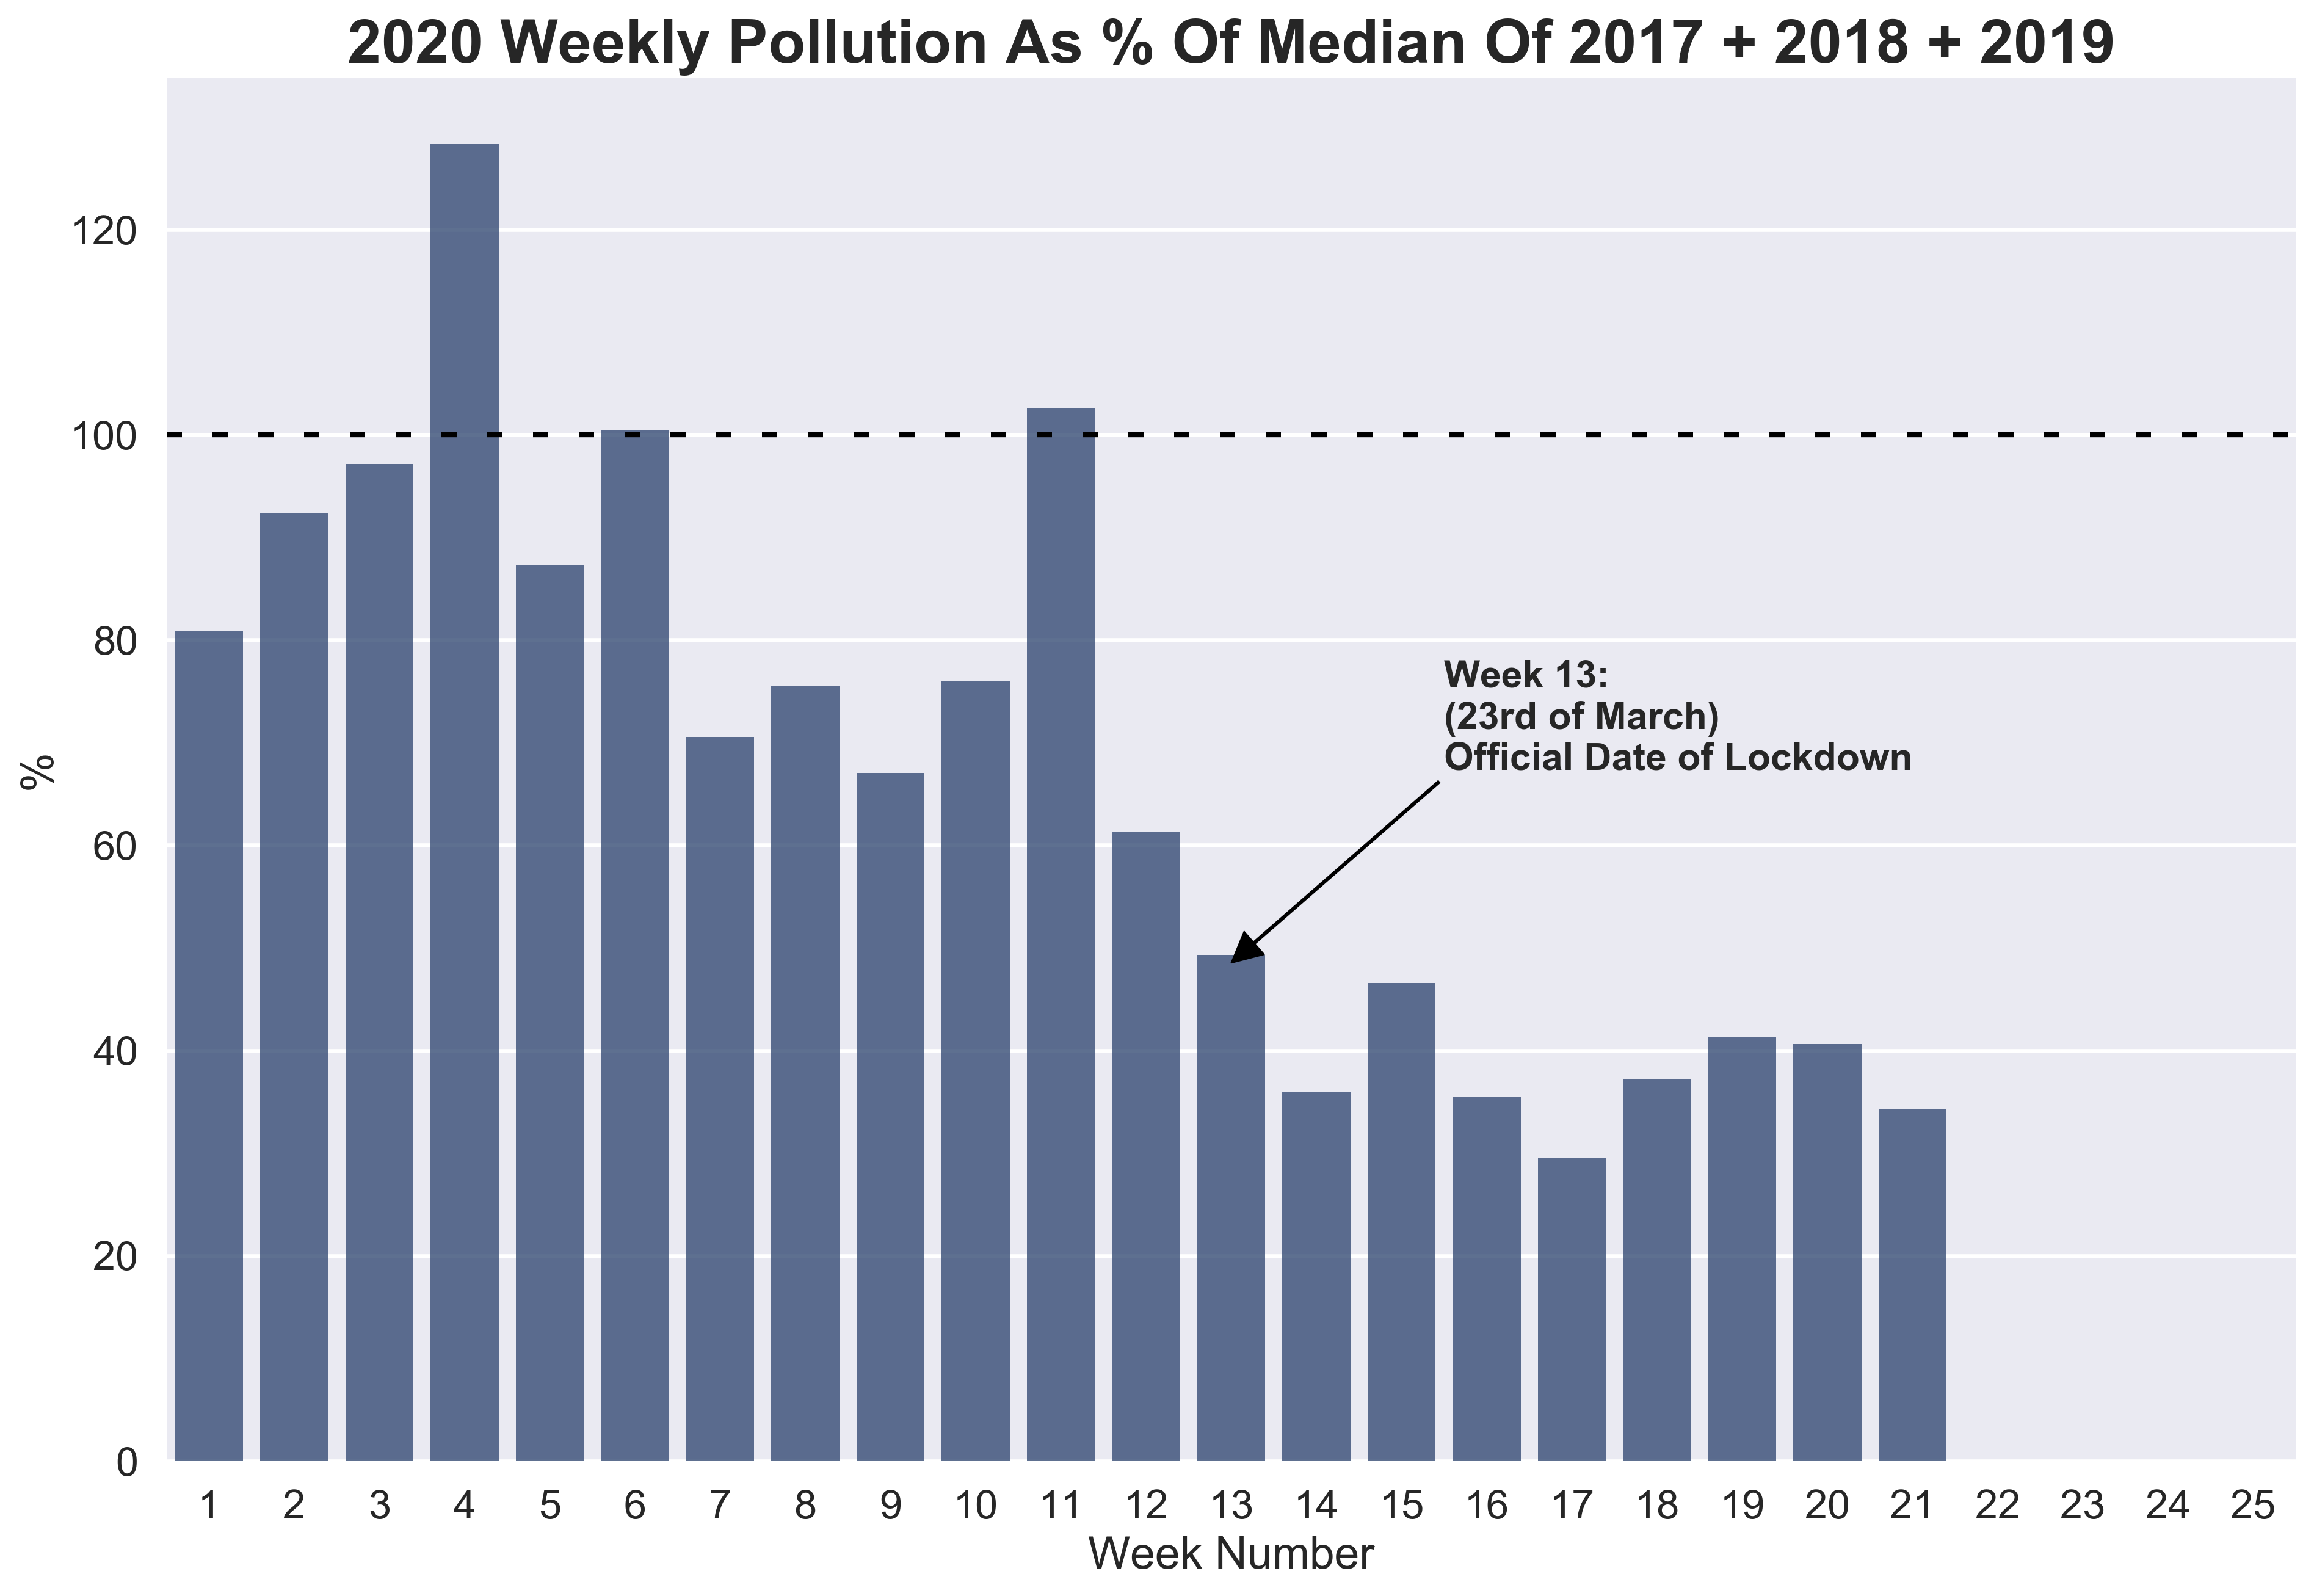 2020 Weekly Pollution As % Of Median Of 2017 + 2018 + 2019
120
100
80
60
40
20
0
%
Week 13:
(23rd of March)
Official Date of Lockdown
1 2 3 4 5 6 7 8 9 10 11 12 13 14 15 16 17 18 19 20 21 22 23 24 25
Week Number